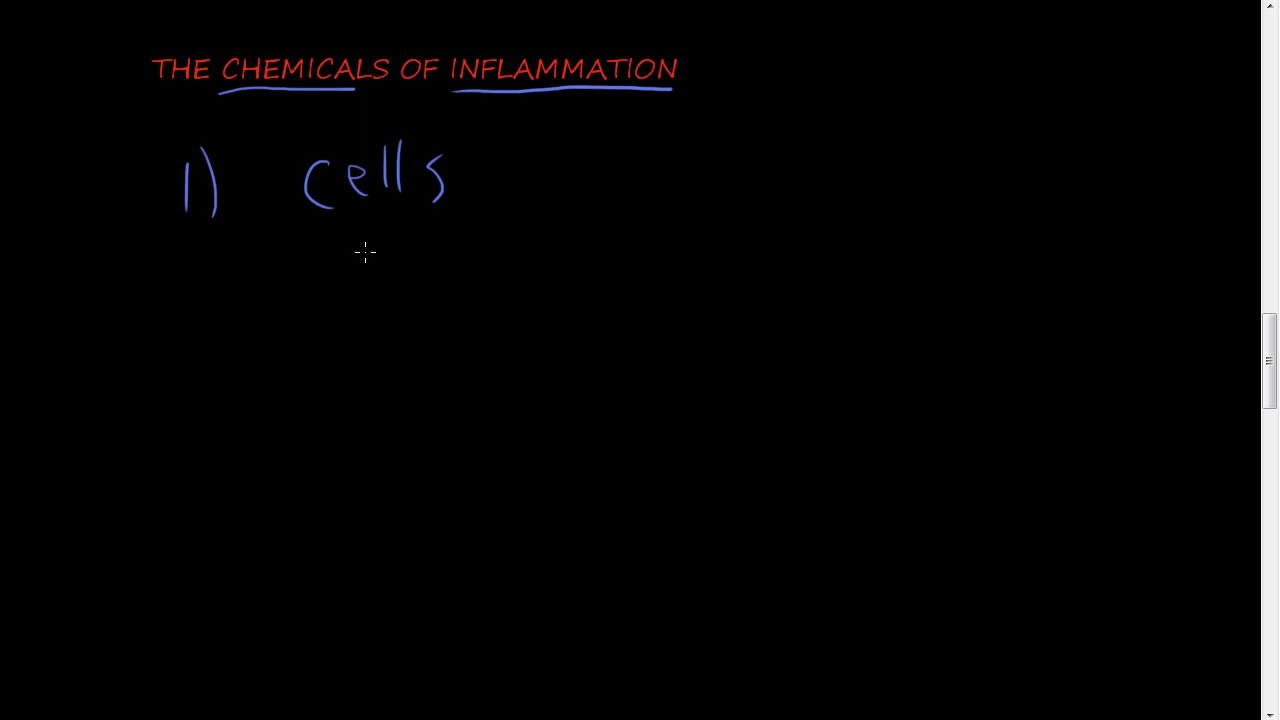 THE CHEMICALS OF INFLAMMATION
1) cells